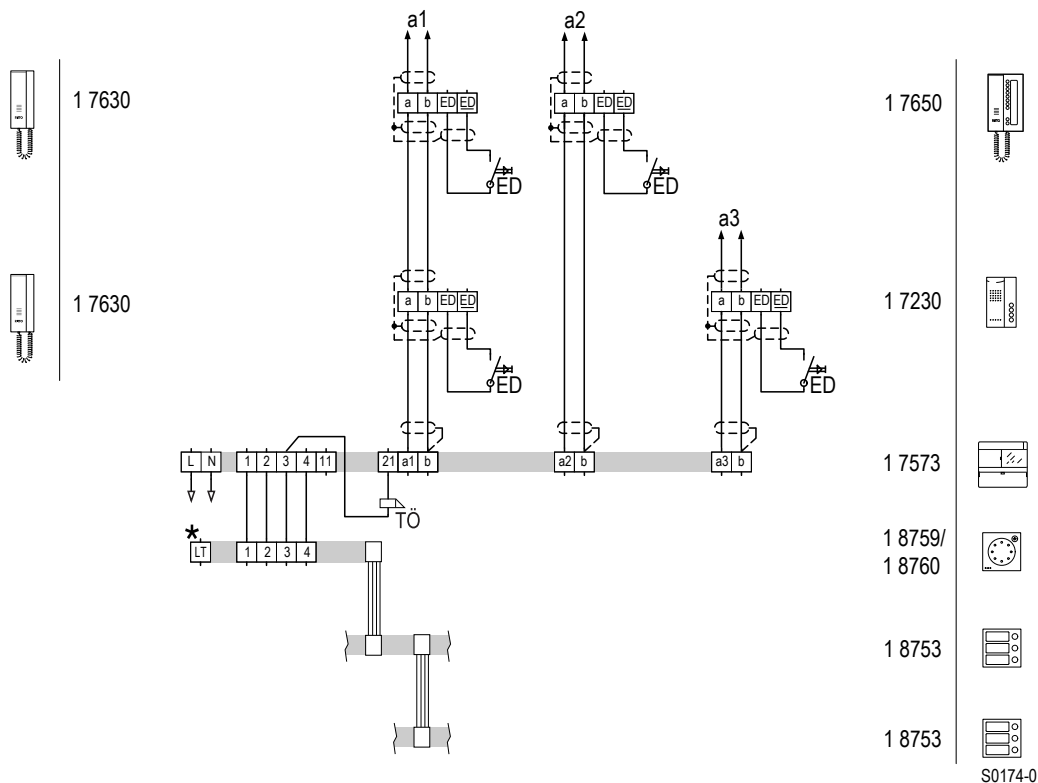 a1 a2
1 7630 a b ED ED a b ED ED 1 7650
ED ED
a3
1 7630 a b ED ED a b ED ED 1 7230
ED ED
L N 1 2 3 4 11 21 a1 b a2 b a3 b 1 7573
TÖ
* 1 8759/
LT 1 2 3 4 1 8760
1 8753
1 8753
S0174-0